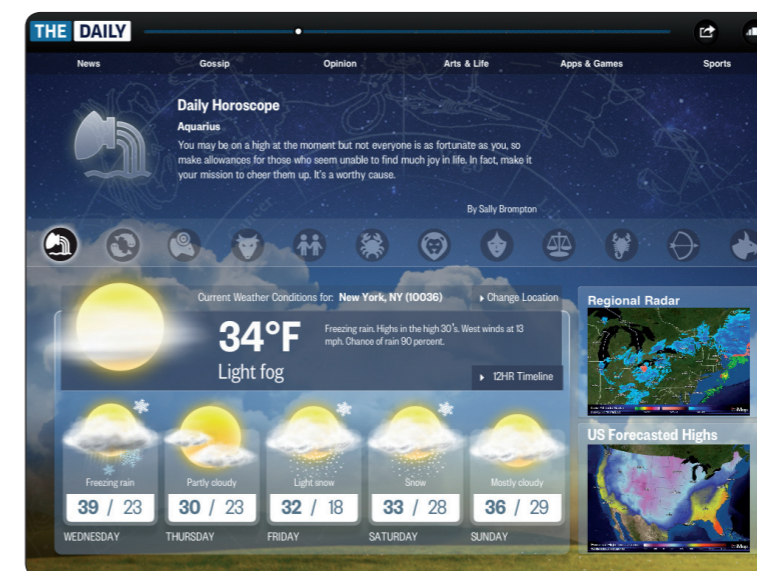 THE DAILY
News Gossip Opinion Arts & Life Apps & Games Sports
Daily Horoscope
Aquarius
You may be on a high at the moment but not everyone is as fortunate as you, so
make allowances for those who seem unable to find much joy in life. In fact, make it
your mission to cheer them up. It's a worthy cause.
By Sally Brompton
Current Weather Conditions for: New York, NY (10036)
Change Location
34°F
Light fog
Freezing rain. Highs in the high 30's. West winds at 13
mph. Chance of rain 90 percent.
12HR Timeline
Freezing rain
39 / 23
WEDNESDAY
Partly cloudy
30 / 23
THURSDAY
Light snow
32 / 18
FRIDAY
Snow
33 / 28
SATURDAY
Mostly cloudy
36 / 29
SUNDAY
Regional Radar
US Forecasted Highs